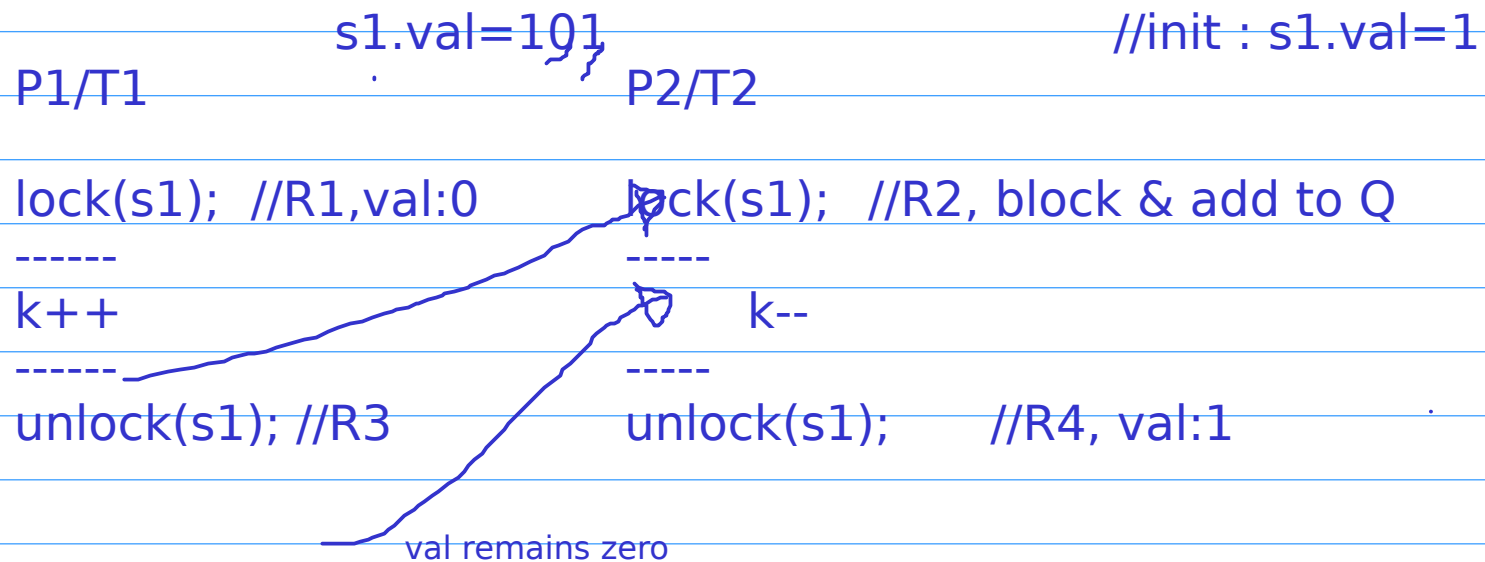 s1.val=101 //init : s1.val=1
P1/T1 P2/T2
lock(s1); //R1,val:0 lock(s1); //R2, block & add to Q
------ -----
k++ k--
------ -----
unlock(s1); //R3 unlock(s1); //R4, val:1
val remains zero